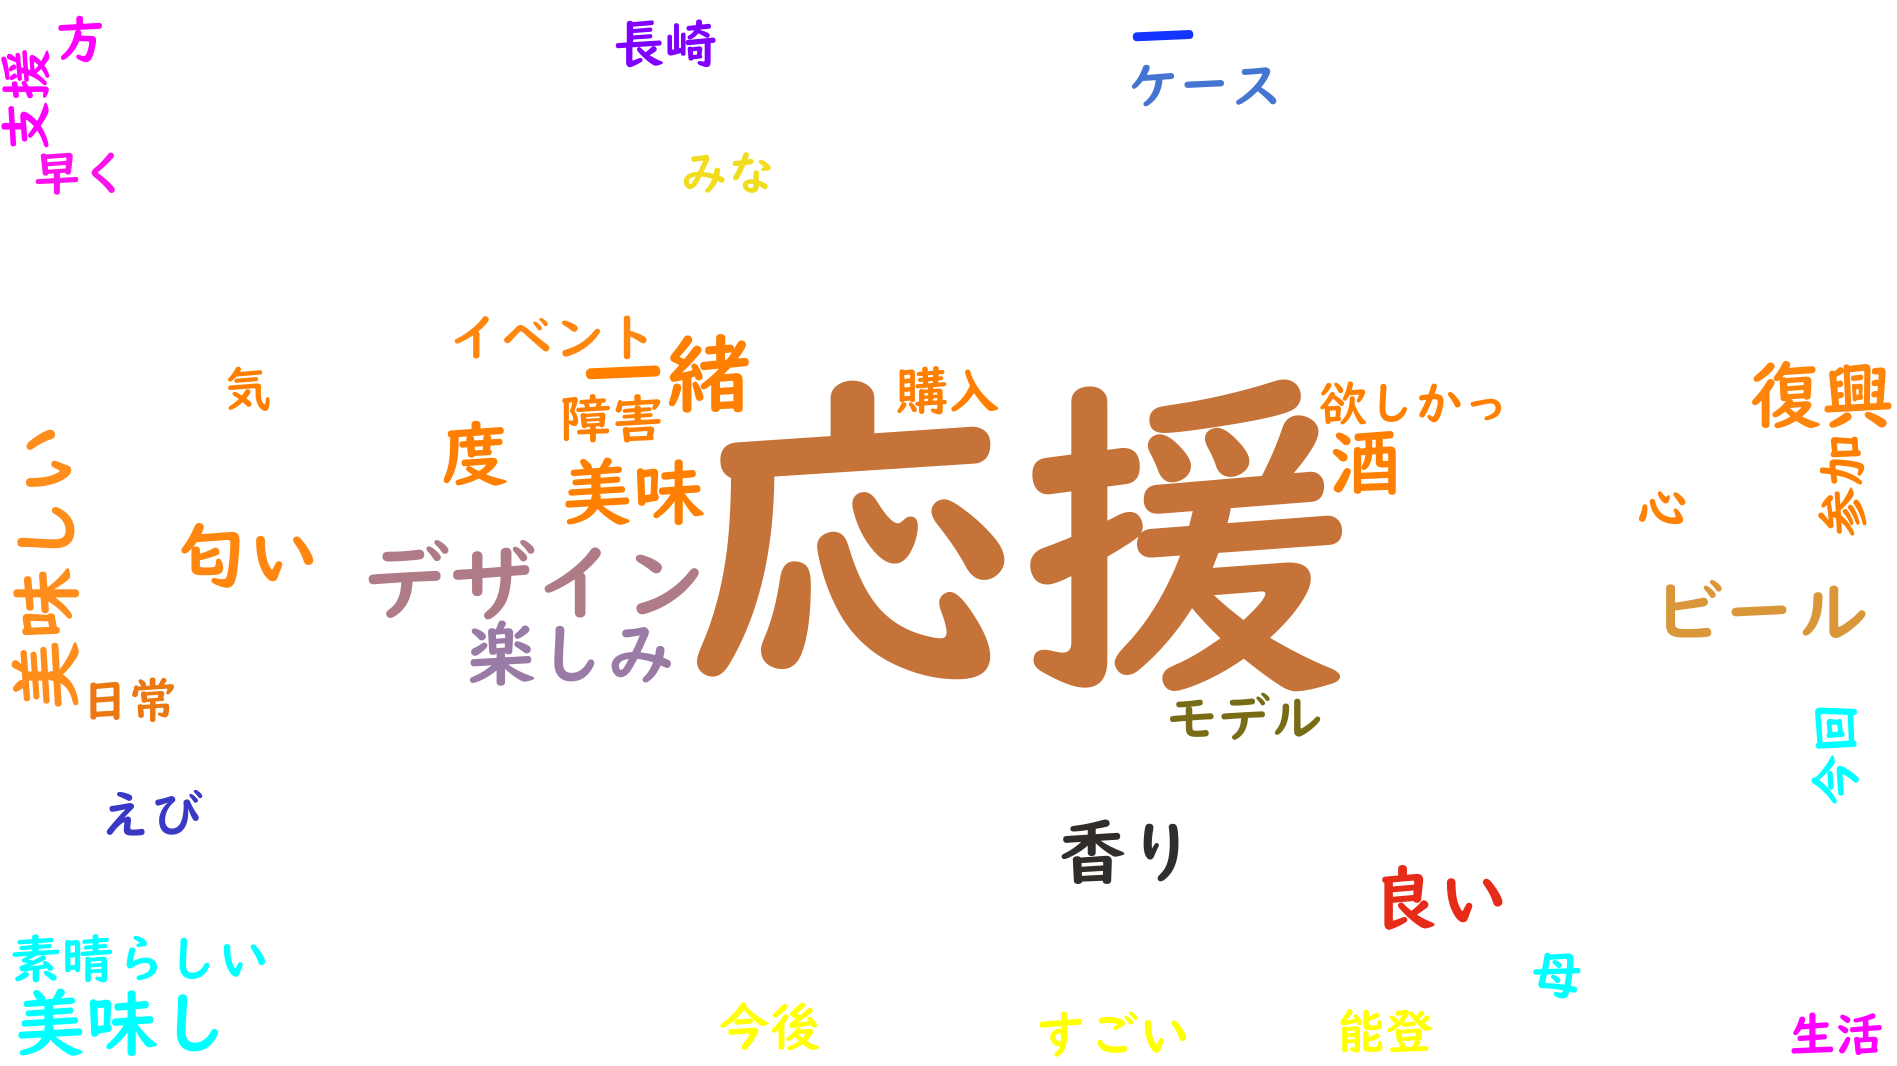 方
支援
早く
長崎
一
ケース
みな
イベント
一緒
気
障害
購入
欲しかっ
復興
度
美味
酒
参加
心
美味しい
匂い
応援
デザイン
楽しみ
ビール
日常
モデル
今回
えび
香り
良い
素晴らしい
美味し
母
今後
すごい
能登
生活